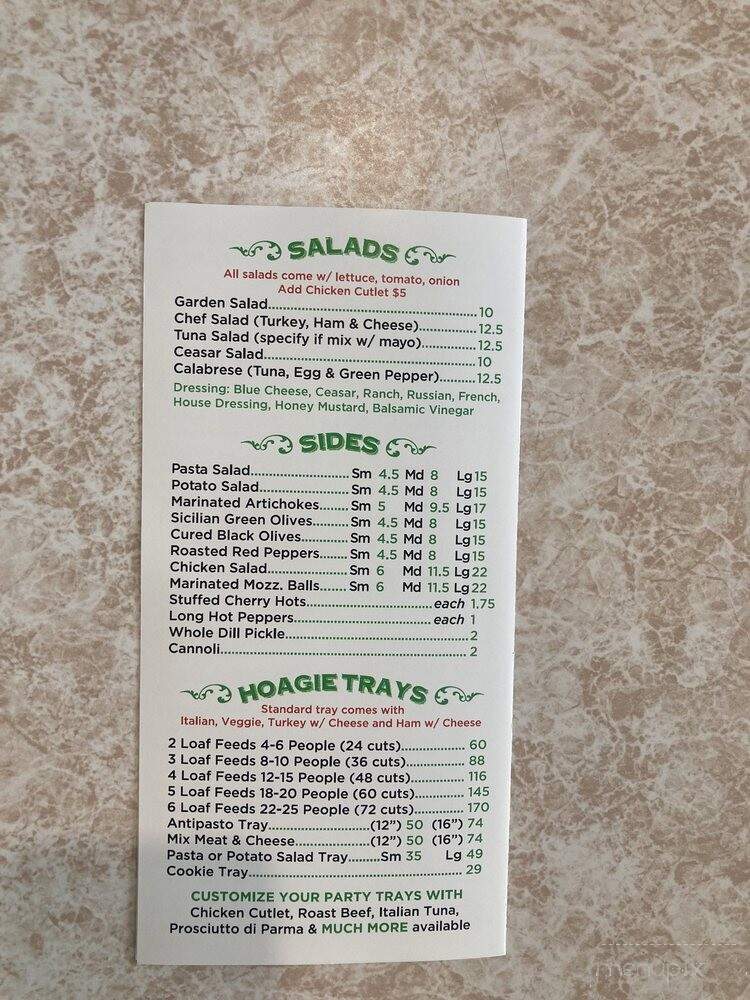 SALADS
All salads come w/ lettuce, tomato, onion
Add Chicken Cutlet $5
Garden Salad..........10
Chef Salad (Turkey, Ham & Cheese)..........12.5
Tuna Salad (specify if mix w/ mayo)..........12.5
Ceasar Salad..........10
Calabrese (Tuna, Egg & Green Pepper)..........12.5
Dressing: Blue Cheese, Ceasar, Ranch, Russian, French,
House Dressing, Honey Mustard, Balsamic Vinegar
SIDES
Pasta Salad..........Sm 4.5 Md 8 Lg 15
Potato Salad..........Sm 4.5 Md 8 Lg 15
Marinated Artichokes..........Sm 5 Md 9.5 Lg 17
Sicilian Green Olives..........Sm 4.5 Md 8 Lg 15
Cured Black Olives..........Sm 4.5 Md 8 Lg 15
Roasted Red Peppers..........Sm 4.5 Md 8 Lg 15
Chicken Salad..........Sm 6 Md 11.5 Lg 22
Marinated Mozz. Balls..........Sm 6 Md 11.5 Lg 22
Stuffed Cherry Hots..........each 1.75
Long Hot Peppers..........each 1
Whole Dill Pickle..........2
Cannoli..........2
HOAGIE TRAYS
Standard tray comes with
Italian, Veggie, Turkey w/ Cheese and Ham w/ Cheese
2 Loaf Feeds 4-6 People (24 cuts)..........60
3 Loaf Feeds 8-10 People (36 cuts)..........88
4 Loaf Feeds 12-15 People (48 cuts)..........116
5 Loaf Feeds 18-20 People (60 cuts)..........145
6 Loaf Feeds 22-25 People (72 cuts)..........170
Antipasto Tray..........(12") 50 (16") 74
Mix Meat & Cheese..........(12") 50 (16") 74
Pasta or Potato Salad Tray..........Sm 35 Lg 49
Cookie Tray..........29
CUSTOMIZE YOUR PARTY TRAYS WITH
Chicken Cutlet, Roast Beef, Italian Tuna,
Prosciutto di Parma & MUCH MORE available
menupix